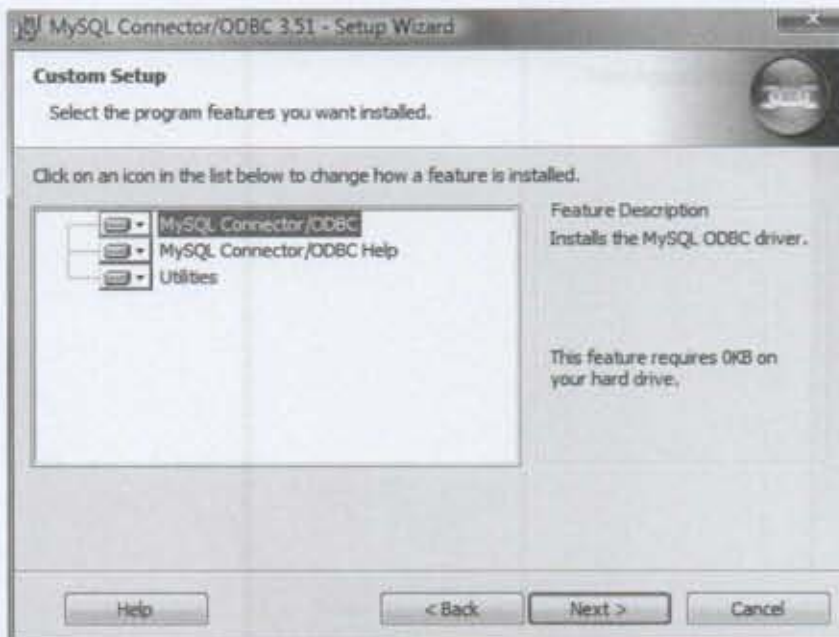 MySQL Connector/ODBC 3.51 - Setup Wizard
Custom Setup
Select the program features you want installed.
Click on an icon in the list below to change how a feature is installed.
MySQL Connector/ODBC
MySQL Connector/ODBC Help
Utilities
Feature Description
Installs the MySQL ODBC driver.
This feature requires 0KB on
your hard drive.
Help
< Back
Next >
Cancel